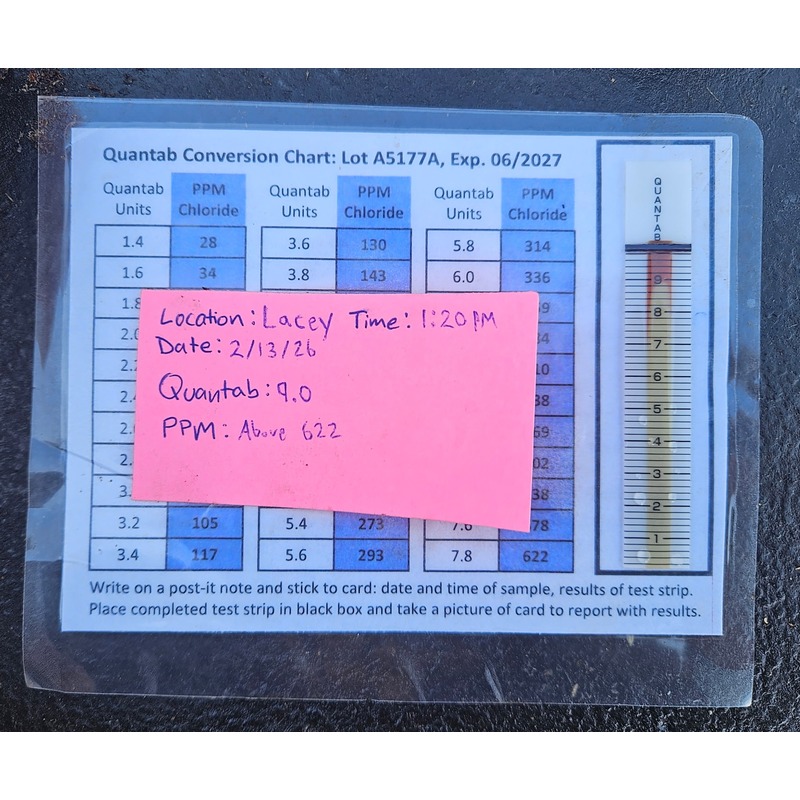 Quantab Conversion Chart: Lot A5177A, Exp. 06/2027
Quantab Units PPM Chloride Quantab Units PPM Chloride Quantab Units PPM Chloride
1.4 28 3.6 130 5.8 314
1.6 34 3.8 143 6.0 336
Location: Lacey Time: 1:20 PM
Date: 2/13/26
Quantab: 9.0
PPM: Above 622
3.2 105 5.4 273 7.6
3.4 117 5.6 293 7.8 622
Write on a post-it note and stick to card: date and time of sample, results of test strip.
Place completed test strip in black box and take a picture of card to report with results.
QUANTAB
9
8
7
6
5
4
3
2
1